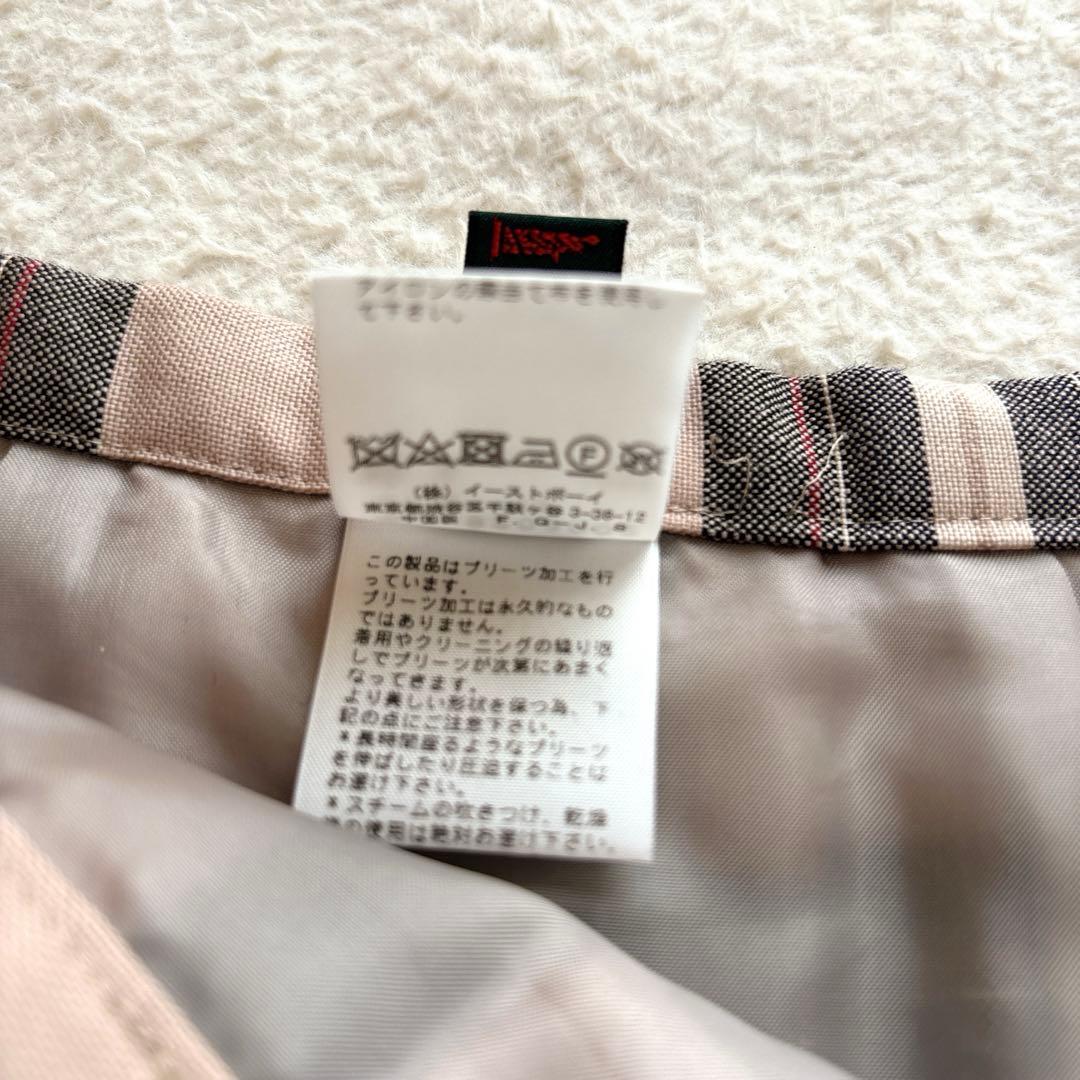 アイロンの際当て布を使用し
て下さい。
F
(株) イーストボーイ
東京都渋谷区千駄ヶ谷3-38-12
中国製
この製品はプリーツ加工を行
っています。
プリーツ加工は永久的なもの
ではありません。
着用やクリーニングの繰り返
しでプリーツが次第にあまく
なってきます。
より美しい形状を保つ為、下
記の点にご注意下さい。
*長時間座るようなプリーツ
を伸ばしたり圧迫することは
お避け下さい。
*スチームの吹きつけ、乾燥
の使用は絶対お避け下さい。